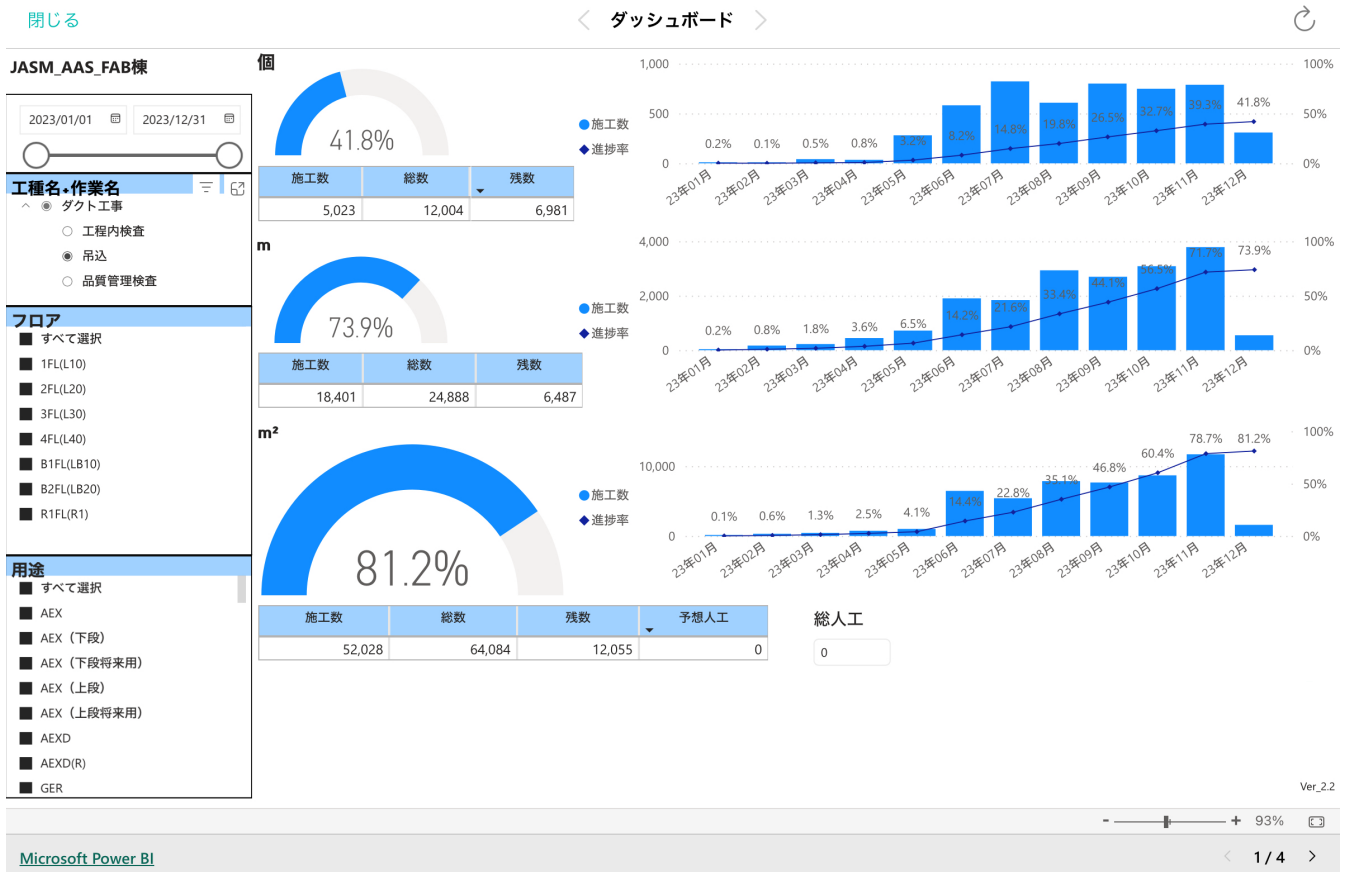 閉じる
ダッシュボード
JASM_AAS_FAB棟
2023/01/01
2023/12/31
工種名・作業名
ダクト工事
工程内検査
吊込
品質管理検査
フロア
すべて選択
1FL(L10)
2FL(L20)
3FL(L30)
4FL(L40)
B1FL(LB10)
B2FL(LB20)
R1FL(R1)
用途
すべて選択
AEX
AEX（下段）
AEX（下段将来用）
AEX（上段）
AEX（上段将来用）
AEXD
AEXD(R)
GER
個
41.8%
施工数 総数 残数
5,023 12,004 6,981
施工数
進捗率
1,000
500
0
100%
50%
0%
0.2% 0.1% 0.5% 0.8% 3.2% 8.2% 14.8% 19.8% 26.5% 32.7% 39.3% 41.8%
23年01月 23年02月 23年03月 23年04月 23年05月 23年06月 23年07月 23年08月 23年09月 23年10月 23年11月 23年12月
m
73.9%
施工数 総数 残数
18,401 24,888 6,487
施工数
進捗率
4,000
2,000
0
100%
50%
0%
0.2% 0.8% 1.8% 3.6% 6.5% 14.2% 21.6% 33.4% 44.1% 56.5% 71.7% 73.9%
23年01月 23年02月 23年03月 23年04月 23年05月 23年06月 23年07月 23年08月 23年09月 23年10月 23年11月 23年12月
m²
81.2%
施工数
進捗率
10,000
0
100%
50%
0%
0.1% 0.6% 1.3% 2.5% 4.1% 14.4% 22.8% 35.1% 46.8% 60.4% 78.7% 81.2%
23年01月 23年02月 23年03月 23年04月 23年05月 23年06月 23年07月 23年08月 23年09月 23年10月 23年11月 23年12月
施工数 総数 残数 予想人工
52,028 64,084 12,055 0
総人工
0
Ver_2.2
- + 93%
Microsoft Power BI
1 / 4